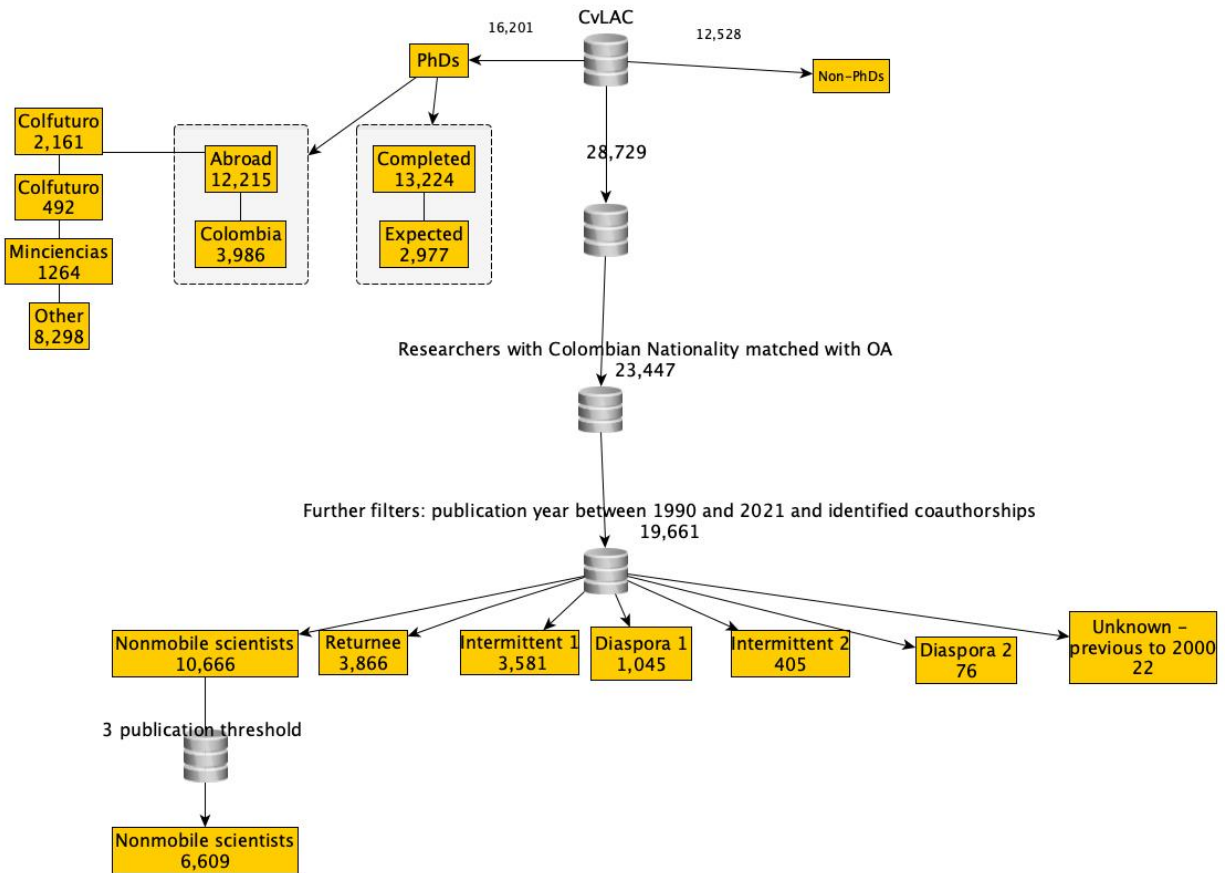 CvLAC
16,201
12,528
PhDs
Non-PhDs
Colfuturo
2,161
Colfuturo
492
Minciencias
1264
Other
8,298
Abroad
12,215
Colombia
3,986
Completed
13,224
Expected
2,977
28,729
Researchers with Colombian Nationality matched with OA
23,447
Further filters: publication year between 1990 and 2021 and identified coauthorships
19,661
Nonmobile scientists
10,666
Returnee
3,866
Intermittent 1
3,581
Diaspora 1
1,045
Intermittent 2
405
Diaspora 2
76
Unknown –
previous to 2000
22
3 publication threshold
Nonmobile scientists
6,609